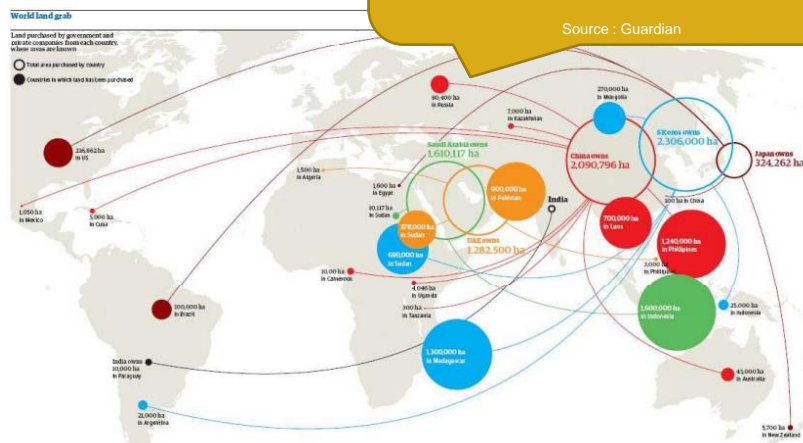 World land grab
Source : Guardian
Land purchased by government and
private companies from each country,
where areas are known
Total area purchased by country
Countries in which land has been purchased
80,400 ha
in Russia
270,000 ha
in Mongolia
7,000 ha
in Kazakhstan
S Korea owns
2,306,000 ha
China owns
2,090,796 ha
Japan owns
324,262 ha
Saudi Arabia owns
1,610,117 ha
216,862 ha
in US
1,500 ha
in Algeria
1,600 ha
in Egypt
900,000 ha
in Pakistan
India
100 ha in China
1,050 ha
in Mexico
5,000 ha
in Cuba
10,117 ha
in Sudan
378,000 ha
in Sudan
UAE owns
1,282,500 ha
700,000 ha
in Laos
1,240,000 ha
in Philippines
690,000 ha
in Sudan
10,00 ha
in Cameroon
4,046 ha
in Uganda
300 ha
in Tanzania
100,000 ha
in Brazil
1,600,000 ha
in Indonesia
25,000 ha
in Indonesia
1,300,000 ha
in Madagascar
India owns
10,000 ha
in Paraguay
21,000 ha
in Argentina
43,000 ha
in Australia
5,700 ha
in New Zealand